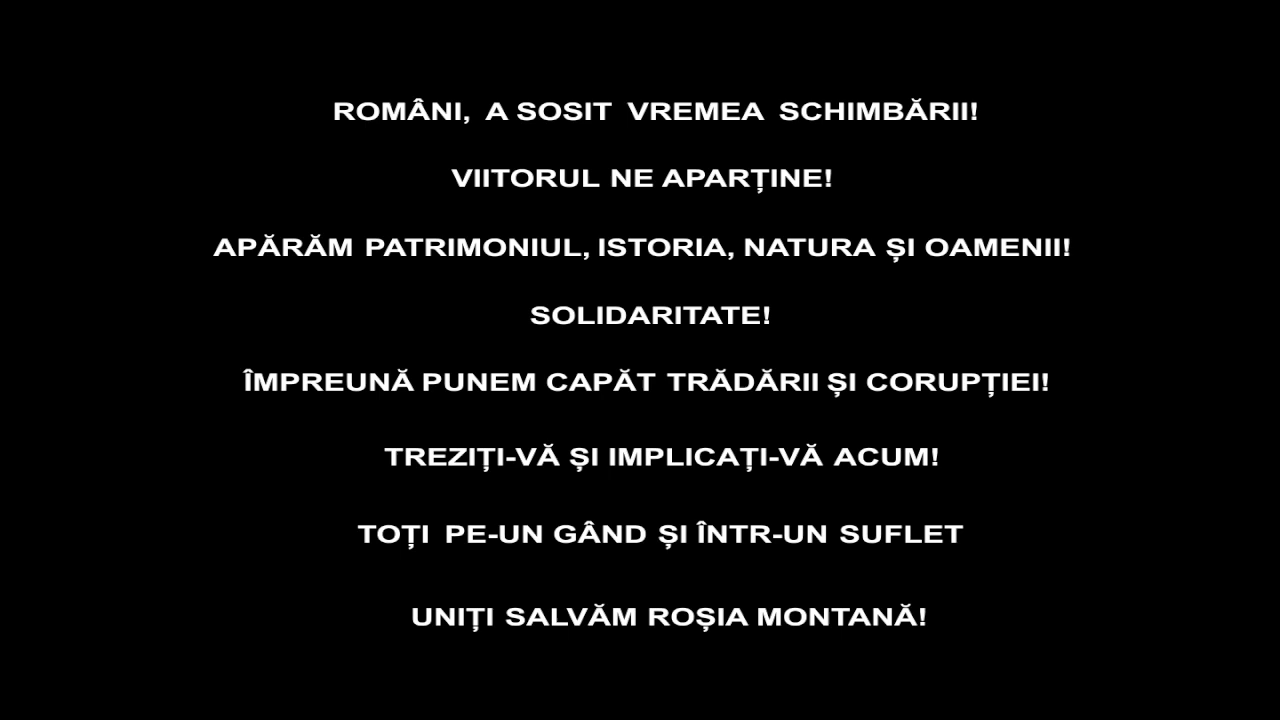 ROMÂNI, A SOSIT VREMEA SCHIMBĂRII!
VIITORUL NE APARȚINE!
APĂRĂM PATRIMONIUL, ISTORIA, NATURA ȘI OAMENII!
SOLIDARITATE!
ÎMPREUNĂ PUNEM CAPĂT TRĂDĂRII ȘI CORUPȚIEI!
TREZIȚI-VĂ ȘI IMPLICAȚI-VĂ ACUM!
TOȚI PE-UN GÂND ȘI ÎNTR-UN SUFLET
UNIȚI SALVĂM ROȘIA MONTANĂ!